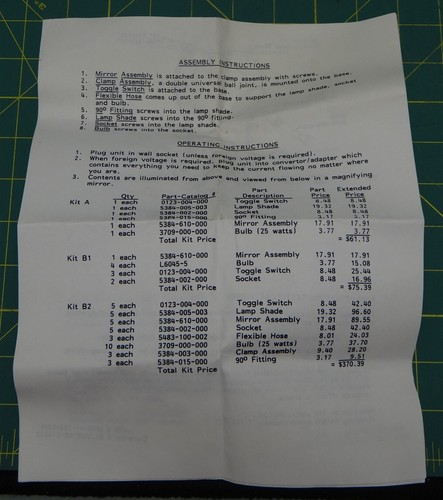 ASSEMBLY INSTRUCTIONS
1. Mirror Assembly is attached to the clamp assembly with screws.
2. Clamp Assembly, a double universal ball joint, is mounted onto the base.
3. Toggle Switch is attached to the base.
4. Flexible Hose comes up out of the base to support the lamp shade, socket
and bulb.
5. 90º Fitting screws into the lamp shade.
6. Lamp Shade screws into the 90º fitting.
7. Socket screws into the lamp shade.
8. Bulb screws into the socket.
OPERATING INSTRUCTIONS
1. Plug unit in wall socket (unless foreign voltage is required).
2. When foreign voltage is required, plug unit into convertor/adapter which
contains everything you need to keep the current flowing no matter where
you are.
3. Contents are illuminated from above and viewed from below in a magnifying
mirror.
Qty Part-Catalog # Part Description Part Price Extended Price
Kit A 1 each 0123-004-000 Toggle Switch 8.48 8.48
1 each 5384-005-003 Lamp Shade 19.32 19.32
1 each 5384-002-000 Socket 8.48 8.48
1 each 5384-015-000 90º Fitting 3.17 3.17
1 each 5384-610-000 Mirror Assembly 17.91 17.91
1 each 3709-000-000 Bulb (25 watts) 3.77 3.77
Total Kit Price = $61.13
Kit B1 1 each 5384-610-000 Mirror Assembly 17.91 17.91
4 each L6045-5 Bulb 3.77 15.08
3 each 0123-004-000 Toggle Switch 8.48 25.44
2 each 5384-002-000 Socket 8.48 16.96
Total Kit Price = $75.39
Kit B2 5 each 0123-004-000 Toggle Switch 8.48 42.40
5 each 5384-005-003 Lamp Shade 19.32 96.60
5 each 5384-610-000 Mirror Assembly 17.91 89.55
5 each 5384-002-000 Socket 8.48 42.40
3 each 5483-100-002 Flexible Hose 8.01 24.03
10 each 3709-000-000 Bulb (25 watts) 3.77 37.70
3 each 5384-003-000 Clamp Assembly 9.40 28.20
3 each 5384-015-000 90º Fitting 3.17 9.51
Total Kit Price = $370.39